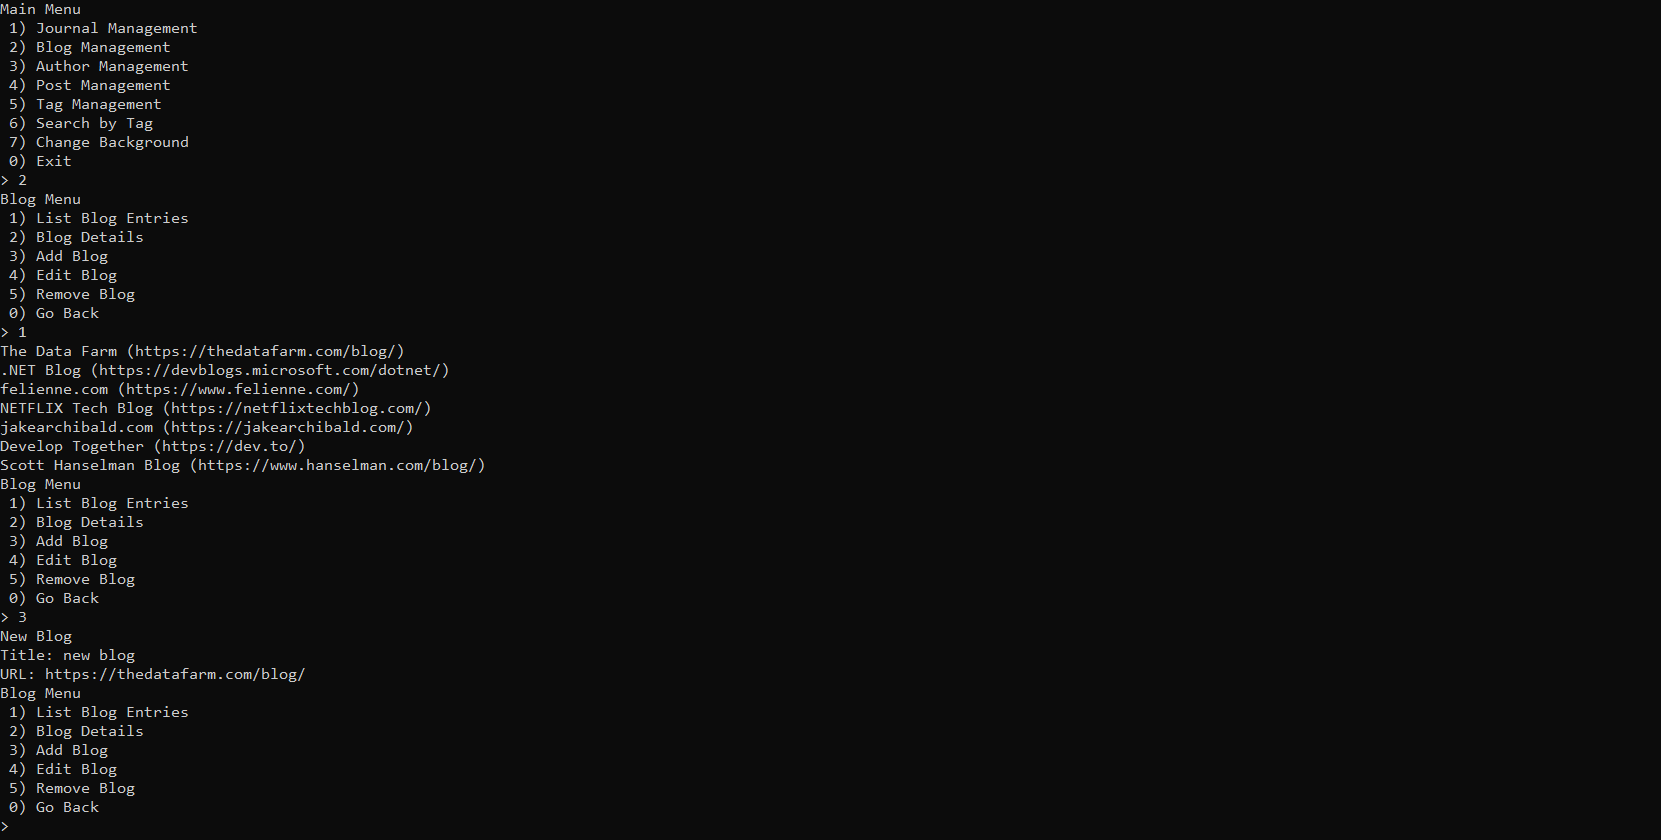 Main Menu
 1) Journal Management
 2) Blog Management
 3) Author Management
 4) Post Management
 5) Tag Management
 6) Search by Tag
 7) Change Background
 0) Exit
> 2
Blog Menu
 1) List Blog Entries
 2) Blog Details
 3) Add Blog
 4) Edit Blog
 5) Remove Blog
 0) Go Back
> 1
The Data Farm (https://thedatafarm.com/blog/)
.NET Blog (https://devblogs.microsoft.com/dotnet/)
felienne.com (https://www.felienne.com/)
NETFLIX Tech Blog (https://netflixtechblog.com/)
jakearchibald.com (https://jakearchibald.com/)
Develop Together (https://dev.to/)
Scott Hanselman Blog (https://www.hanselman.com/blog/)
Blog Menu
 1) List Blog Entries
 2) Blog Details
 3) Add Blog
 4) Edit Blog
 5) Remove Blog
 0) Go Back
> 3
New Blog
Title: new blog
URL: https://thedatafarm.com/blog/
Blog Menu
 1) List Blog Entries
 2) Blog Details
 3) Add Blog
 4) Edit Blog
 5) Remove Blog
 0) Go Back
>